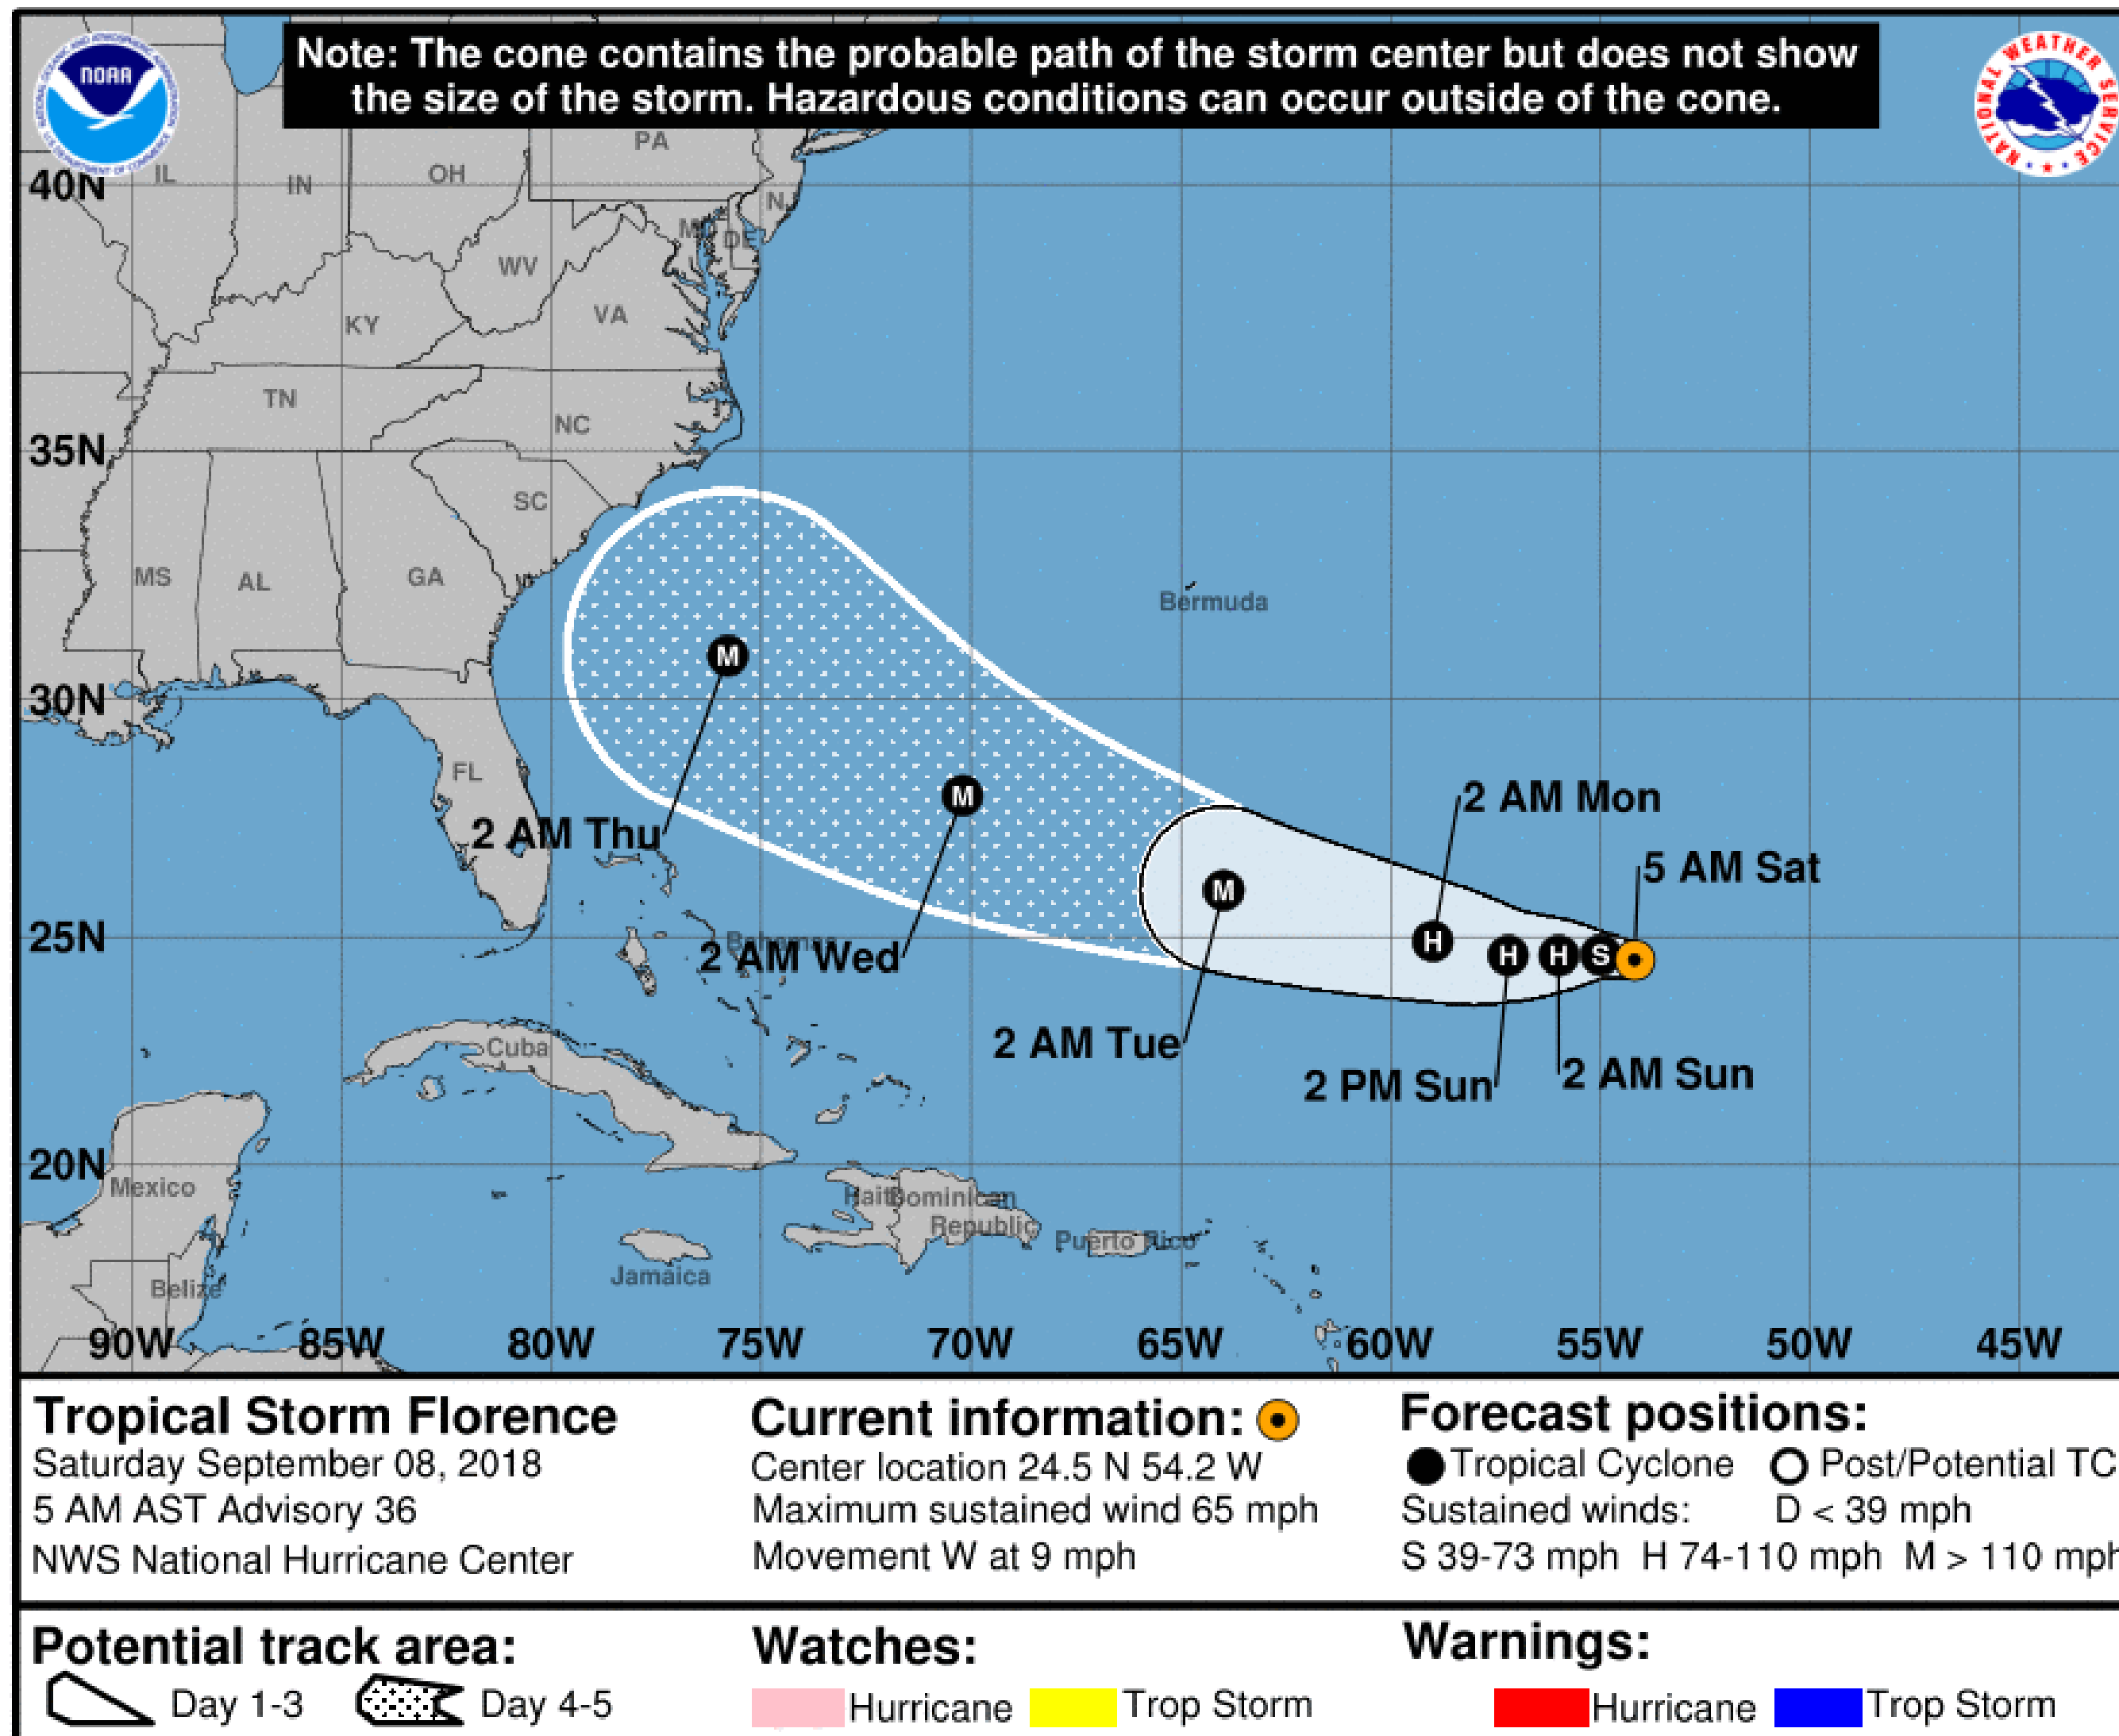 Note: The cone contains the probable path of the storm center but does not show
the size of the storm. Hazardous conditions can occur outside of the cone.
NOAA
NATIONAL WEATHER SERVICE
PA
40N
IL
IN
OH
NJ
MD
DE
WV
VA
KY
TN
NC
35N
SC
MS
AL
GA
Bermuda
M
30N
FL
M
2 AM Mon
2 AM Thu
5 AM Sat
M
25N
Bahamas
H
H
H
S
2 AM Wed
2 AM Tue
Cuba
2 PM Sun
2 AM Sun
20N
Mexico
Haiti
Dominican
Republic
Puerto Rico
Jamaica
Belize
90W 85W 80W 75W 70W 65W 60W 55W 50W 45W
Tropical Storm Florence
Saturday September 08, 2018
5 AM AST Advisory 36
NWS National Hurricane Center
Current information:
Center location 24.5 N 54.2 W
Maximum sustained wind 65 mph
Movement W at 9 mph
Forecast positions:
Tropical Cyclone Post/Potential TC
Sustained winds: D < 39 mph
S 39-73 mph H 74-110 mph M > 110 mph
Potential track area:
Day 1-3 Day 4-5
Watches:
Hurricane Trop Storm
Warnings:
Hurricane Trop Storm